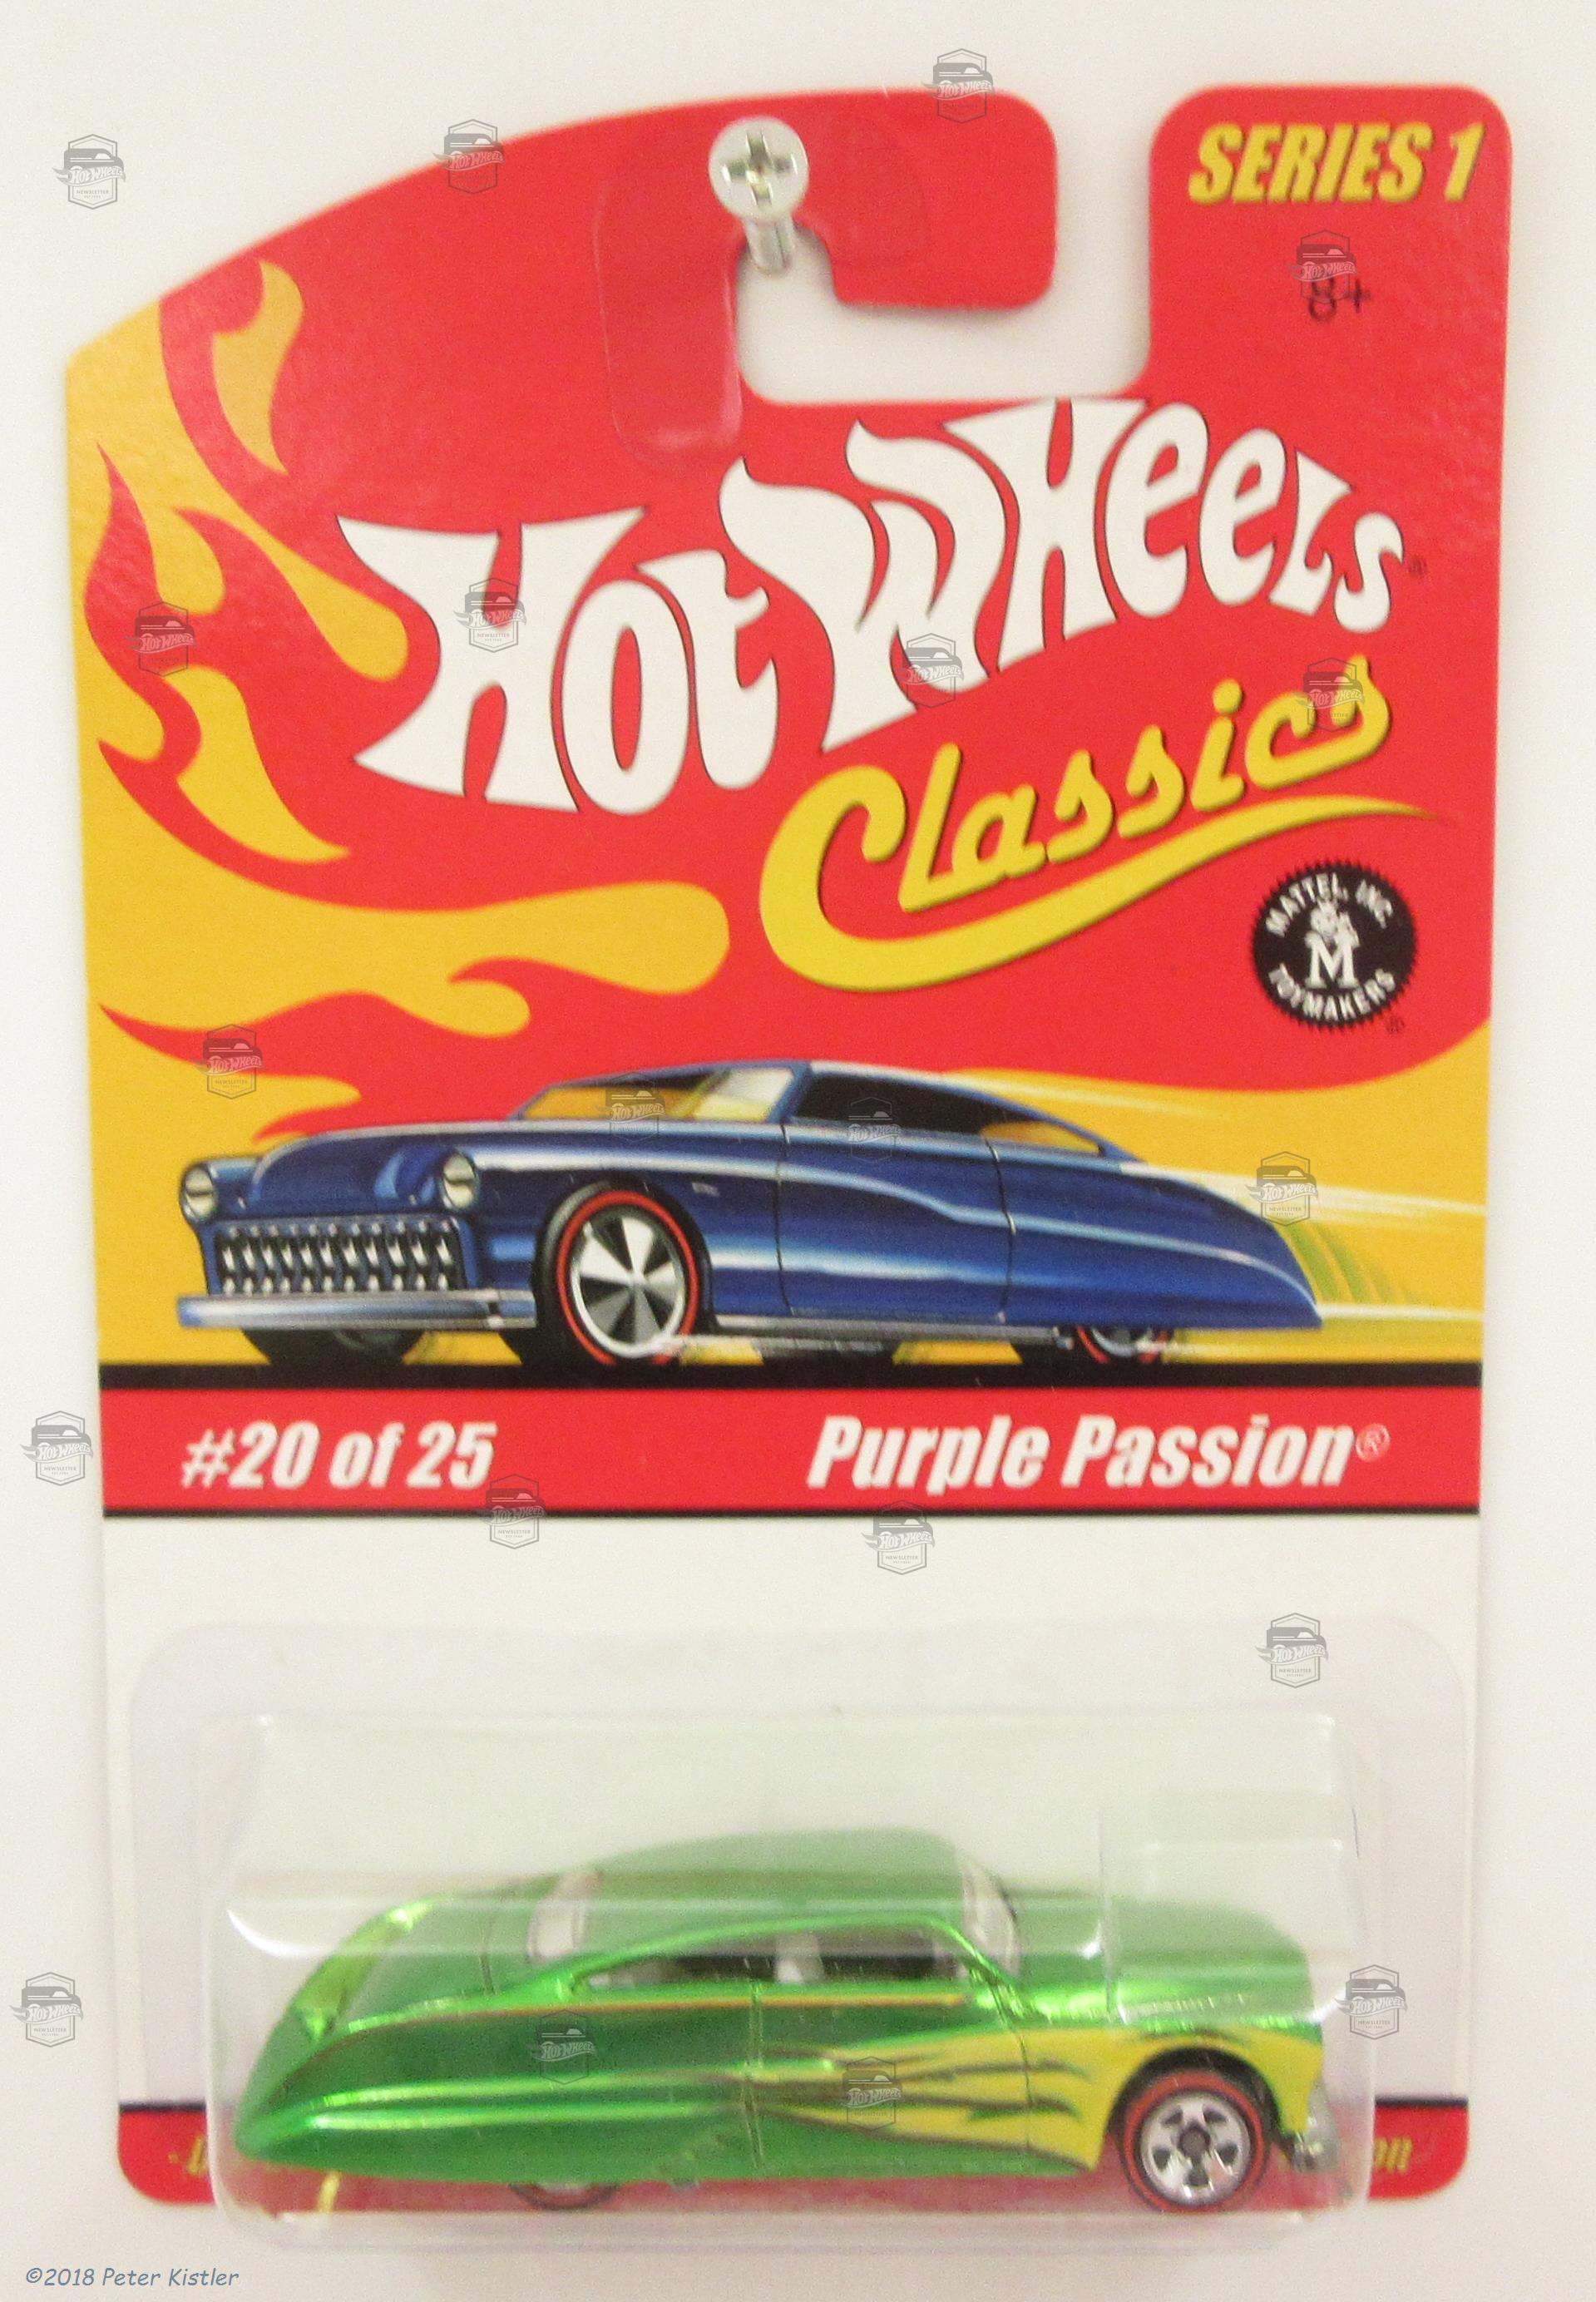 SERIES 1
8+
Hot Wheels®
Classics
MATTEL, INC.
M
TOYMAKERS
®
#20 of 25
Purple Passion®
©2018 Peter Kistler